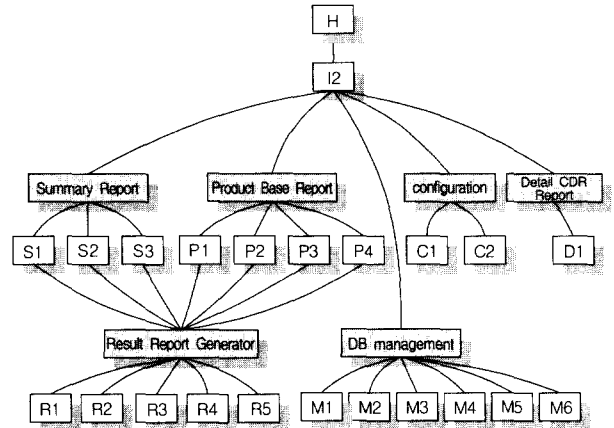 H
I2
Summary Report
Product Base Report
configuration
Detail CDR
Report
S1 S2 S3 P1 P2 P3 P4 C1 C2 D1
Result Report Generator
DB management
R1 R2 R3 R4 R5 M1 M2 M3 M4 M5 M6